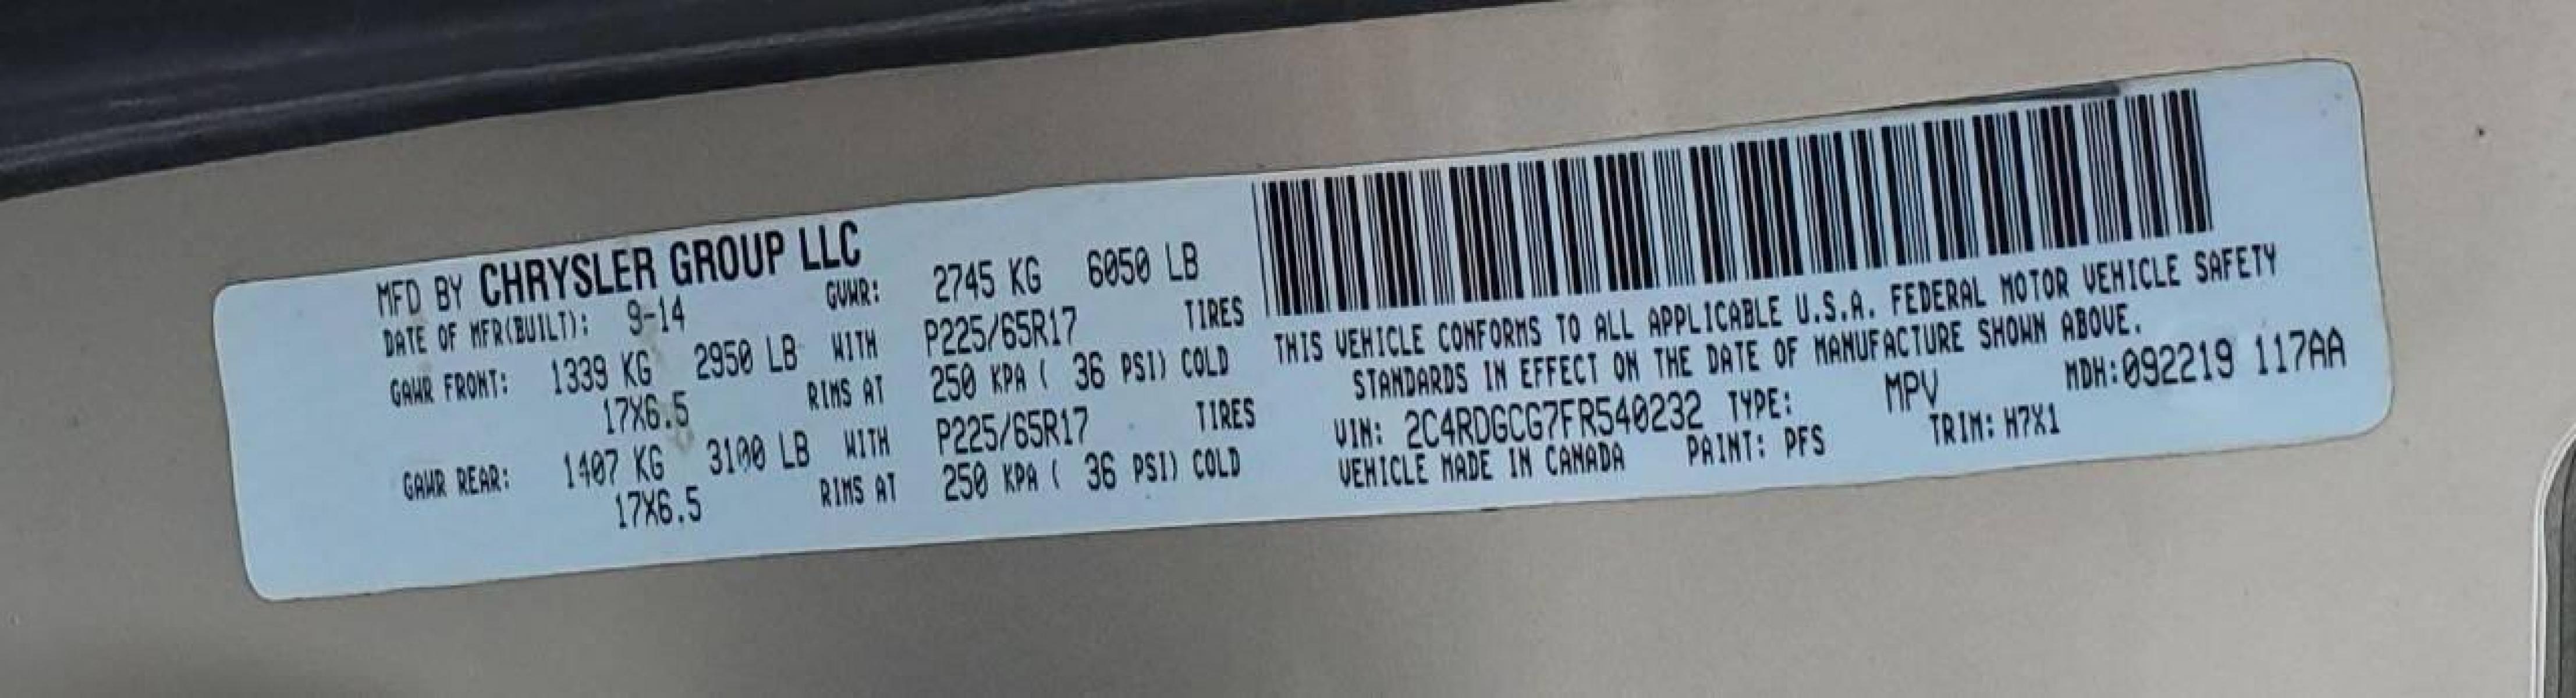 MFD BY CHRYSLER GROUP LLC
DATE OF MFR(BUILT): 9-14 GVWR: 2745 KG 6050 LB
GAWR FRONT: 1339 KG 2950 LB WITH P225/65R17 TIRES
17X6.5 RIMS AT 250 KPA ( 36 PSI) COLD
GAWR REAR: 1407 KG 3100 LB WITH P225/65R17 TIRES
17X6.5 RIMS AT 250 KPA ( 36 PSI) COLD
THIS VEHICLE CONFORMS TO ALL APPLICABLE U.S.A. FEDERAL MOTOR VEHICLE SAFETY
STANDARDS IN EFFECT ON THE DATE OF MANUFACTURE SHOWN ABOVE.
VIN: 2C4RDGCG7FR540232 TYPE: MPV MDH:092219 117AA
VEHICLE MADE IN CANADA PAINT: PFS TRIM: H7X1